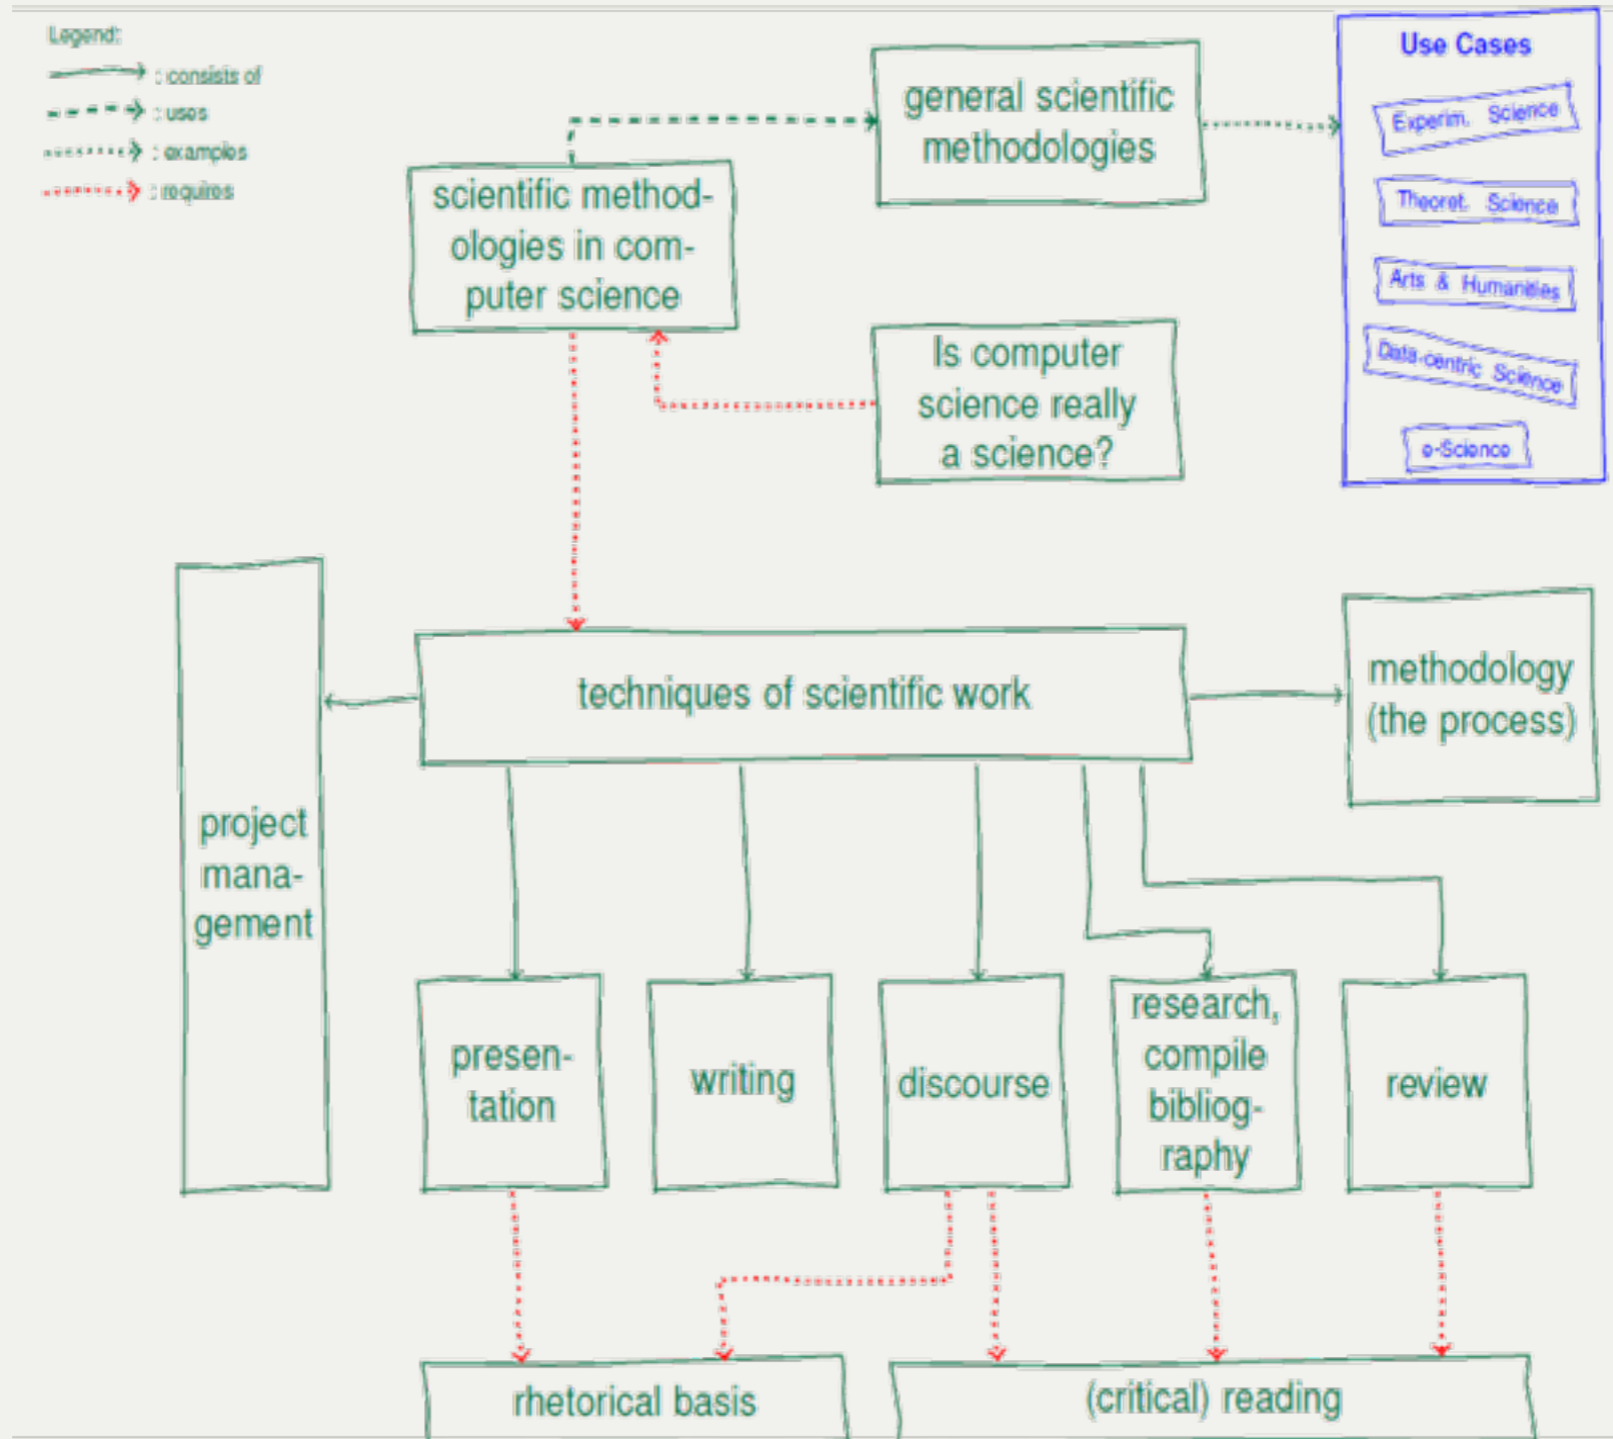 Legend:
: consists of
: uses
: examples
: requires
general scientific
methodologies
scientific method-
ologies in com-
puter science
Is computer
science really
a science?
Use Cases
Experim. Science
Theoret. Science
Arts & Humanities
Data-centric Science
e-Science
techniques of scientific work
methodology
(the process)
project
mana-
gement
presen-
tation
writing
discourse
research,
compile
bibliog-
raphy
review
rhetorical basis
(critical) reading